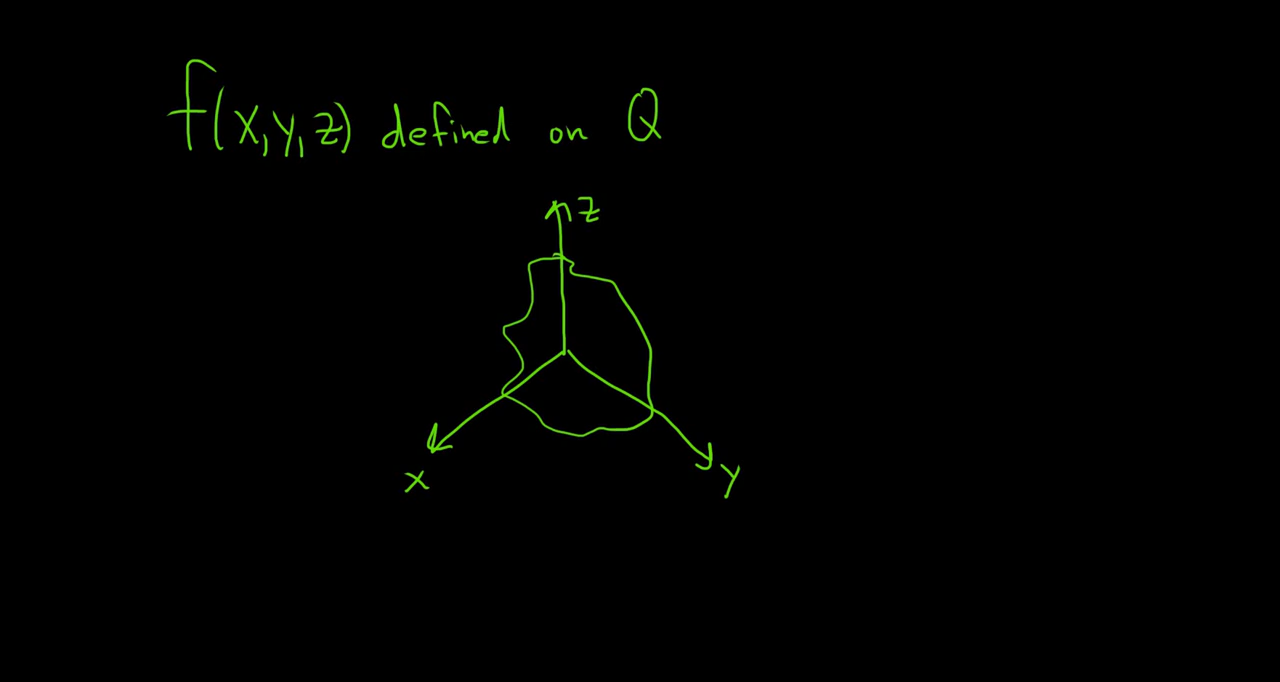 f(x,y,z) defined on Q
z
x
y